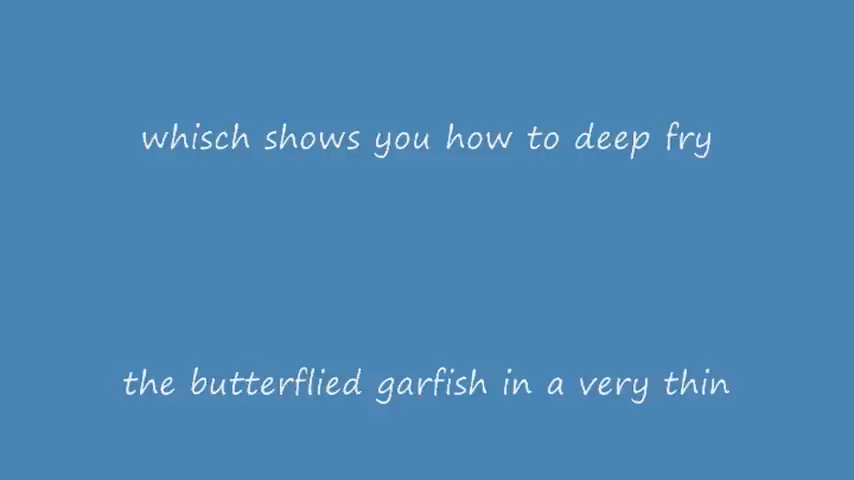 whisch shows you how to deep fry
the butterflied garfish in a very thin